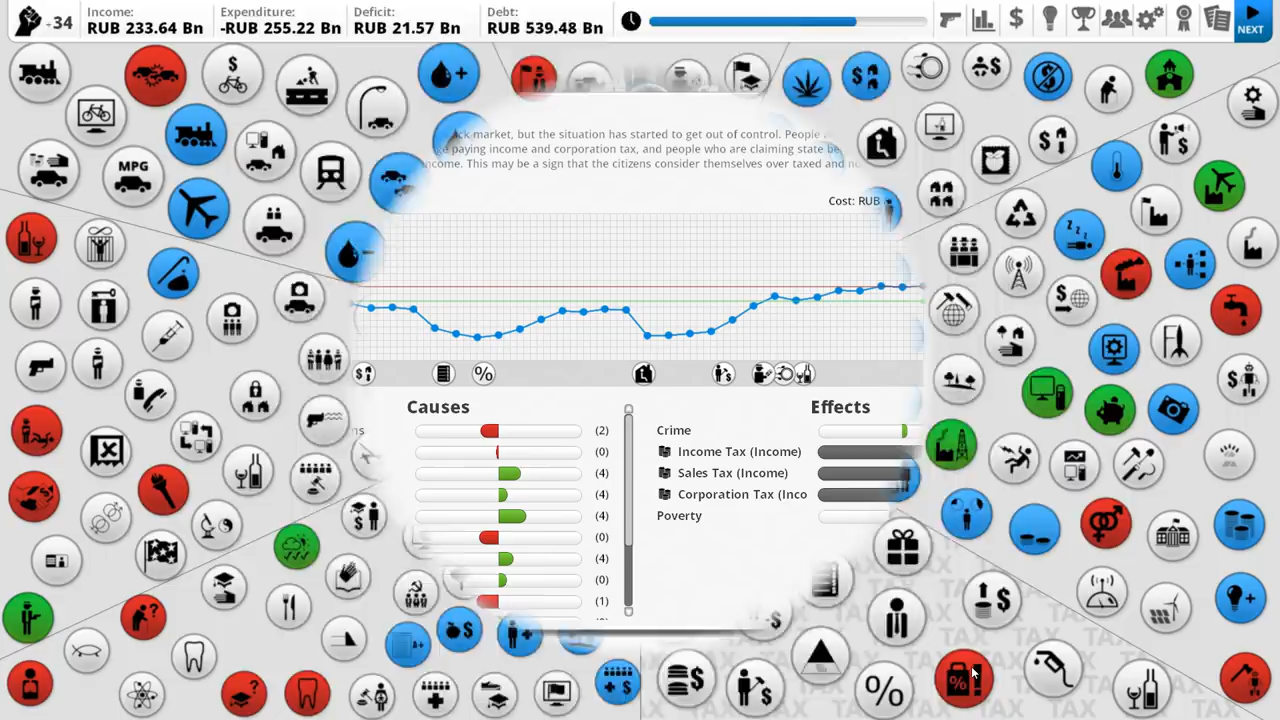 +34
Income:
RUB 233.64 Bn
Expenditure:
-RUB 255.22 Bn
Deficit:
RUB 21.57 Bn
Debt:
RUB 539.48 Bn
NEXT
market, but the situation has started to get out of control. People
paying income and corporation tax, and people who are claiming state
income. This may be a sign that the citizens consider themselves over taxed and
Cost: RUB
MPG
Causes
Effects
(2)
(0)
(4)
(4)
(4)
(0)
(4)
(0)
(1)
Crime
Income Tax (Income)
Sales Tax (Income)
Corporation Tax (Inco
Poverty
TAX TAX TAX TAX